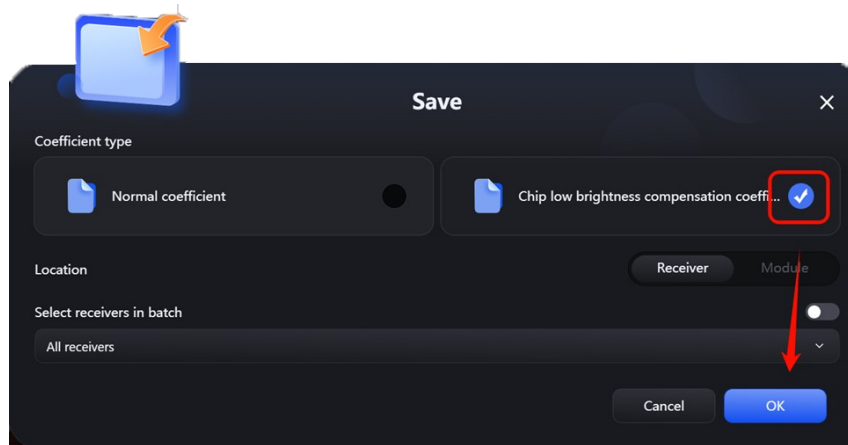 Save
Coefficient type
Normal coefficient
Chip low brightness compensation coeffi...
Location
Receiver
Module
Select receivers in batch
All receivers
Cancel
OK